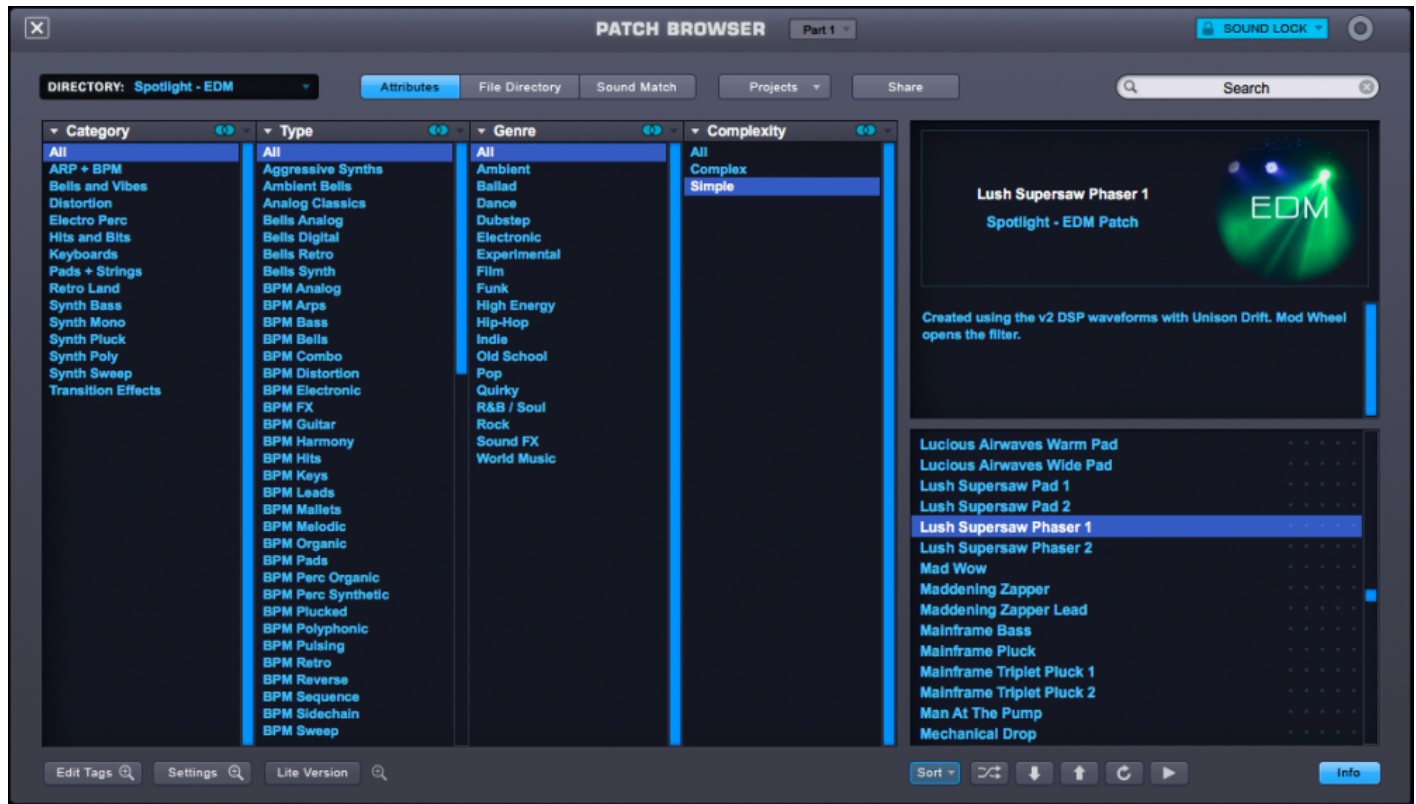 PATCH BROWSER
Part 1
SOUND LOCK
DIRECTORY: Spotlight - EDM
Attributes
File Directory
Sound Match
Projects
Share
Search
Category
All
ARP + BPM
Bells and Vibes
Distortion
Electro Perc
Hits and Bits
Keyboards
Pads + Strings
Retro Land
Synth Bass
Synth Mono
Synth Pluck
Synth Poly
Synth Sweep
Transition Effects
Type
All
Aggressive Synths
Ambient Bells
Analog Classics
Bells Analog
Bells Digital
Bells Retro
Bells Synth
BPM Analog
BPM Arps
BPM Bass
BPM Bells
BPM Combo
BPM Distortion
BPM Electronic
BPM FX
BPM Guitar
BPM Harmony
BPM Hits
BPM Keys
BPM Leads
BPM Mallets
BPM Melodic
BPM Organic
BPM Pads
BPM Perc Organic
BPM Perc Synthetic
BPM Plucked
BPM Polyphonic
BPM Pulsing
BPM Retro
BPM Reverse
BPM Sequence
BPM Sidechain
BPM Sweep
Genre
All
Ambient
Ballad
Dance
Dubstep
Electronic
Experimental
Film
Funk
High Energy
Hip-Hop
Indie
Old School
Pop
Quirky
R&B / Soul
Rock
Sound FX
World Music
Complexity
All
Complex
Simple
Lush Supersaw Phaser 1
Spotlight - EDM Patch
EDM
Created using the v2 DSP waveforms with Unison Drift. Mod Wheel
opens the filter.
Lucious Airwaves Warm Pad
Lucious Airwaves Wide Pad
Lush Supersaw Pad 1
Lush Supersaw Pad 2
Lush Supersaw Phaser 1
Lush Supersaw Phaser 2
Mad Wow
Maddening Zapper
Maddening Zapper Lead
Mainframe Bass
Mainframe Pluck
Mainframe Triplet Pluck 1
Mainframe Triplet Pluck 2
Man At The Pump
Mechanical Drop
Edit Tags
Settings
Lite Version
Sort
Info